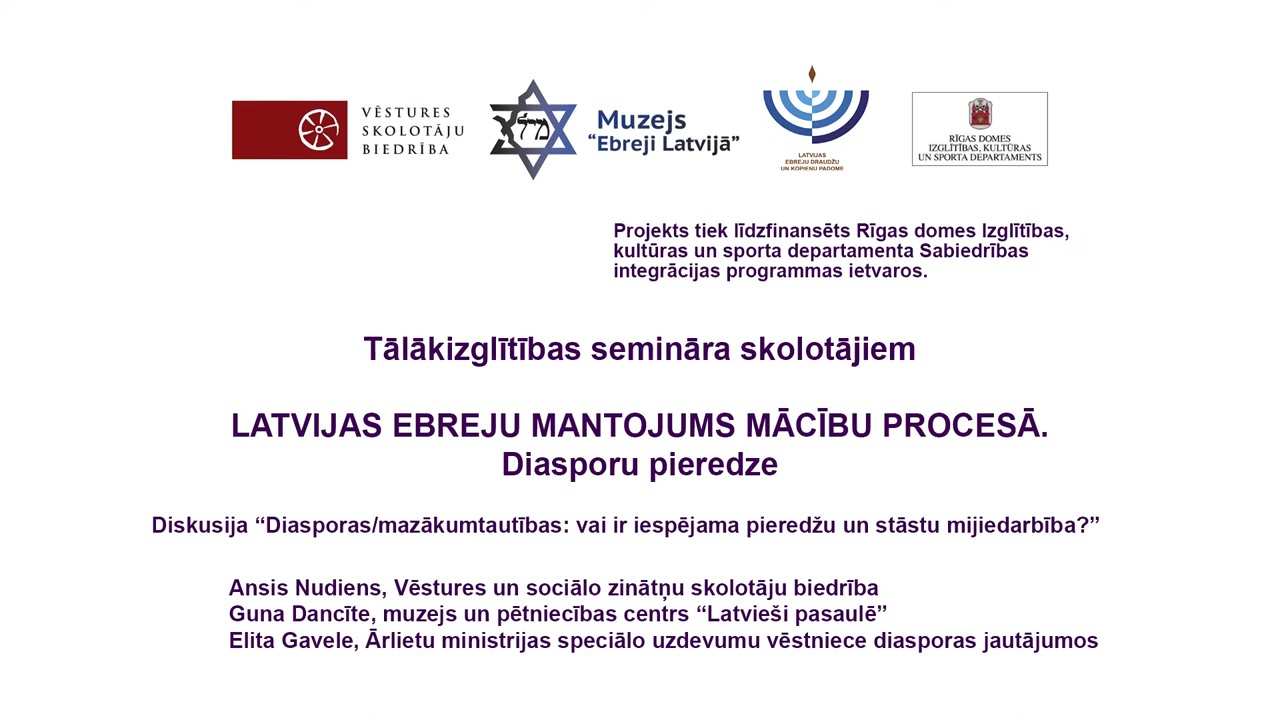 VĒSTURES
SKOLOTĀJU
BIEDRĪBA
Muzejs
“Ebreji Latvijā”
LATVIJAS
EBREJU DRAUDŽU
UN KOPIENU PADOME
RĪGAS DOMES
IZGLĪTĪBAS, KULTŪRAS
UN SPORTA DEPARTAMENTS
Projekts tiek līdzfinansēts Rīgas domes Izglītības,
kultūras un sporta departamenta Sabiedrības
integrācijas programmas ietvaros.
Tālākizglītības semināra skolotājiem
LATVIJAS EBREJU MANTOJUMS MĀCĪBU PROCESĀ.
Diasporu pieredze
Diskusija “Diasporas/mazākumtautības: vai ir iespējama pieredžu un stāstu mijiedarbība?”
Ansis Nudiens, Vēstures un sociālo zinātņu skolotāju biedrība
Guna Dancīte, muzejs un pētniecības centrs “Latvieši pasaulē”
Elita Gavele, Ārlietu ministrijas speciālo uzdevumu vēstniece diasporas jautājumos